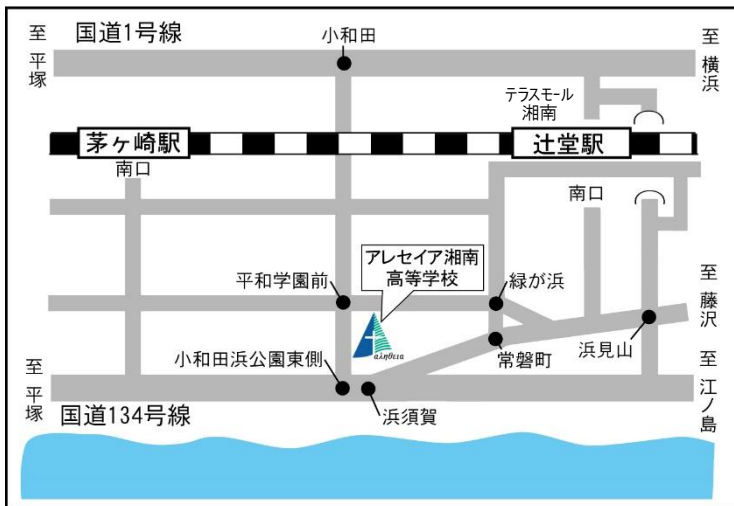 至
平
塚
国道1号線
小和田
至
横
浜
テラスモール
湘南
茅ヶ崎駅
辻堂駅
南口
南口
アレセイア湘南
高等学校
平和学園前
緑が浜
至
藤
沢
ἀλήθεια
浜見山
常磐町
小和田浜公園東側
浜須賀
至
平
塚
国道134号線
至
江
ノ
島